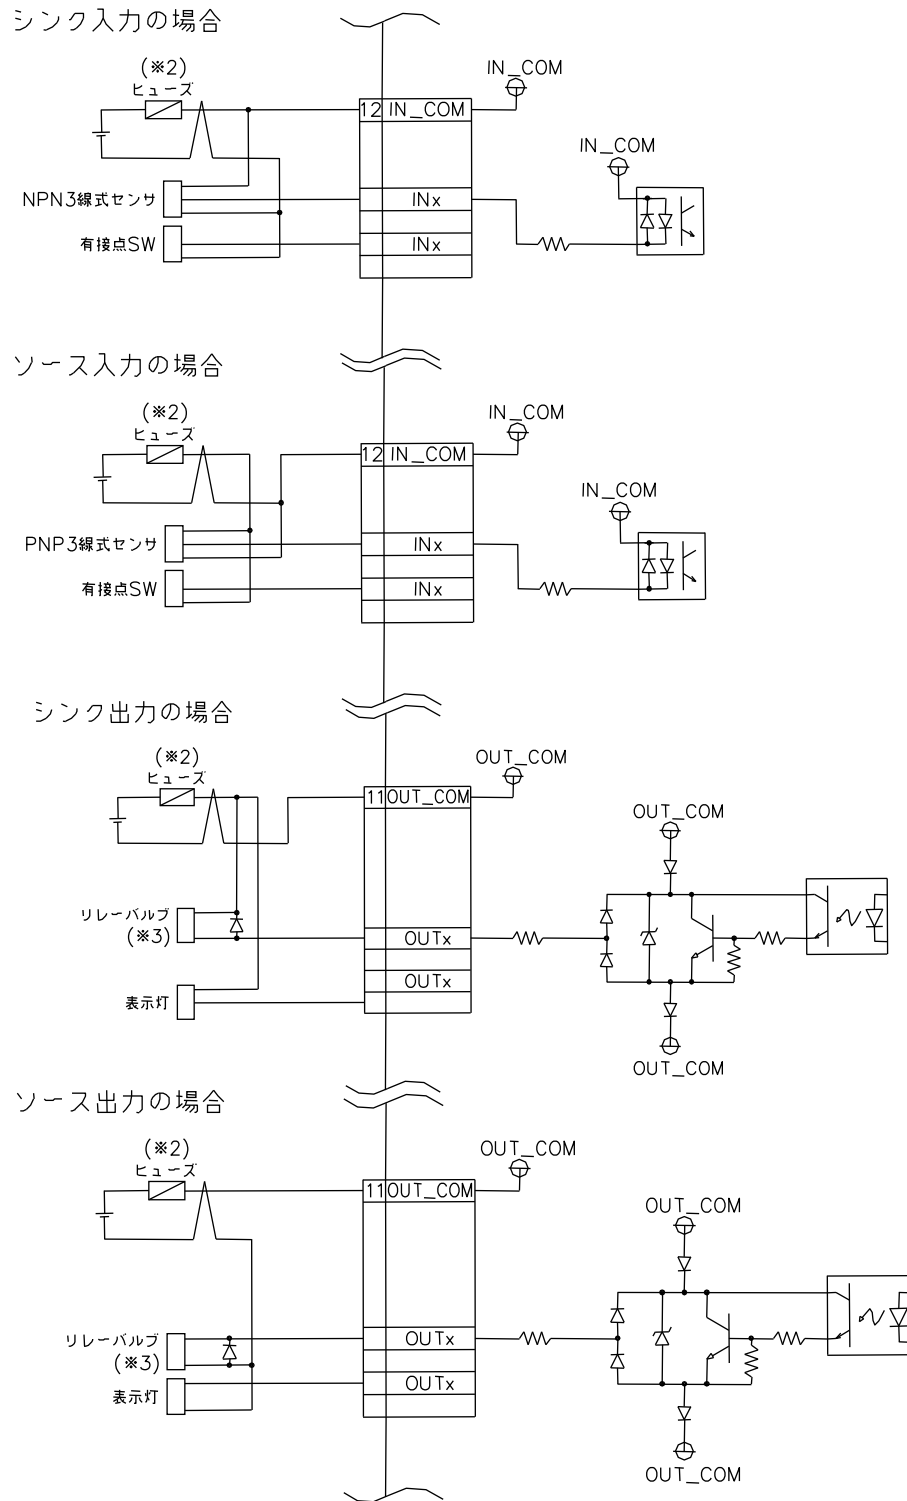 シンク入力の場合
(※2)
ヒューズ
IN_COM
12 IN_COM
IN_COM
NPN3線式センサ
INx
有接点SW
INx
ソース入力の場合
(※2)
ヒューズ
IN_COM
12 IN_COM
IN_COM
PNP3線式センサ
INx
有接点SW
INx
シンク出力の場合
(※2)
ヒューズ
OUT_COM
11 OUT_COM
OUT_COM
リレーバルブ
(※3)
OUTx
OUTx
表示灯
OUT_COM
ソース出力の場合
(※2)
ヒューズ
OUT_COM
11 OUT_COM
OUT_COM
リレーバルブ
(※3)
OUTx
表示灯
OUTx
OUT_COM